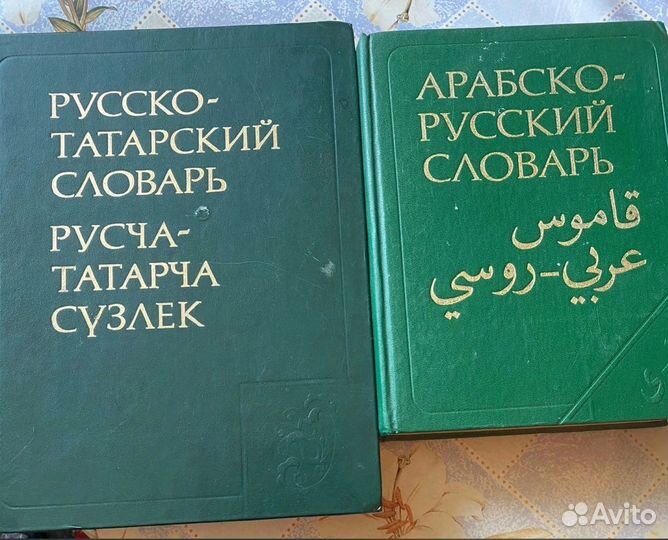 РУССКО-
ТАТАРСКИЙ
СЛОВАРЬ
РУСЧА-
ТАТАРЧА
СҮЗЛЕК
АРАБСКО-
РУССКИЙ
СЛОВАРЬ
قاموس
عربي-روسي
Avito